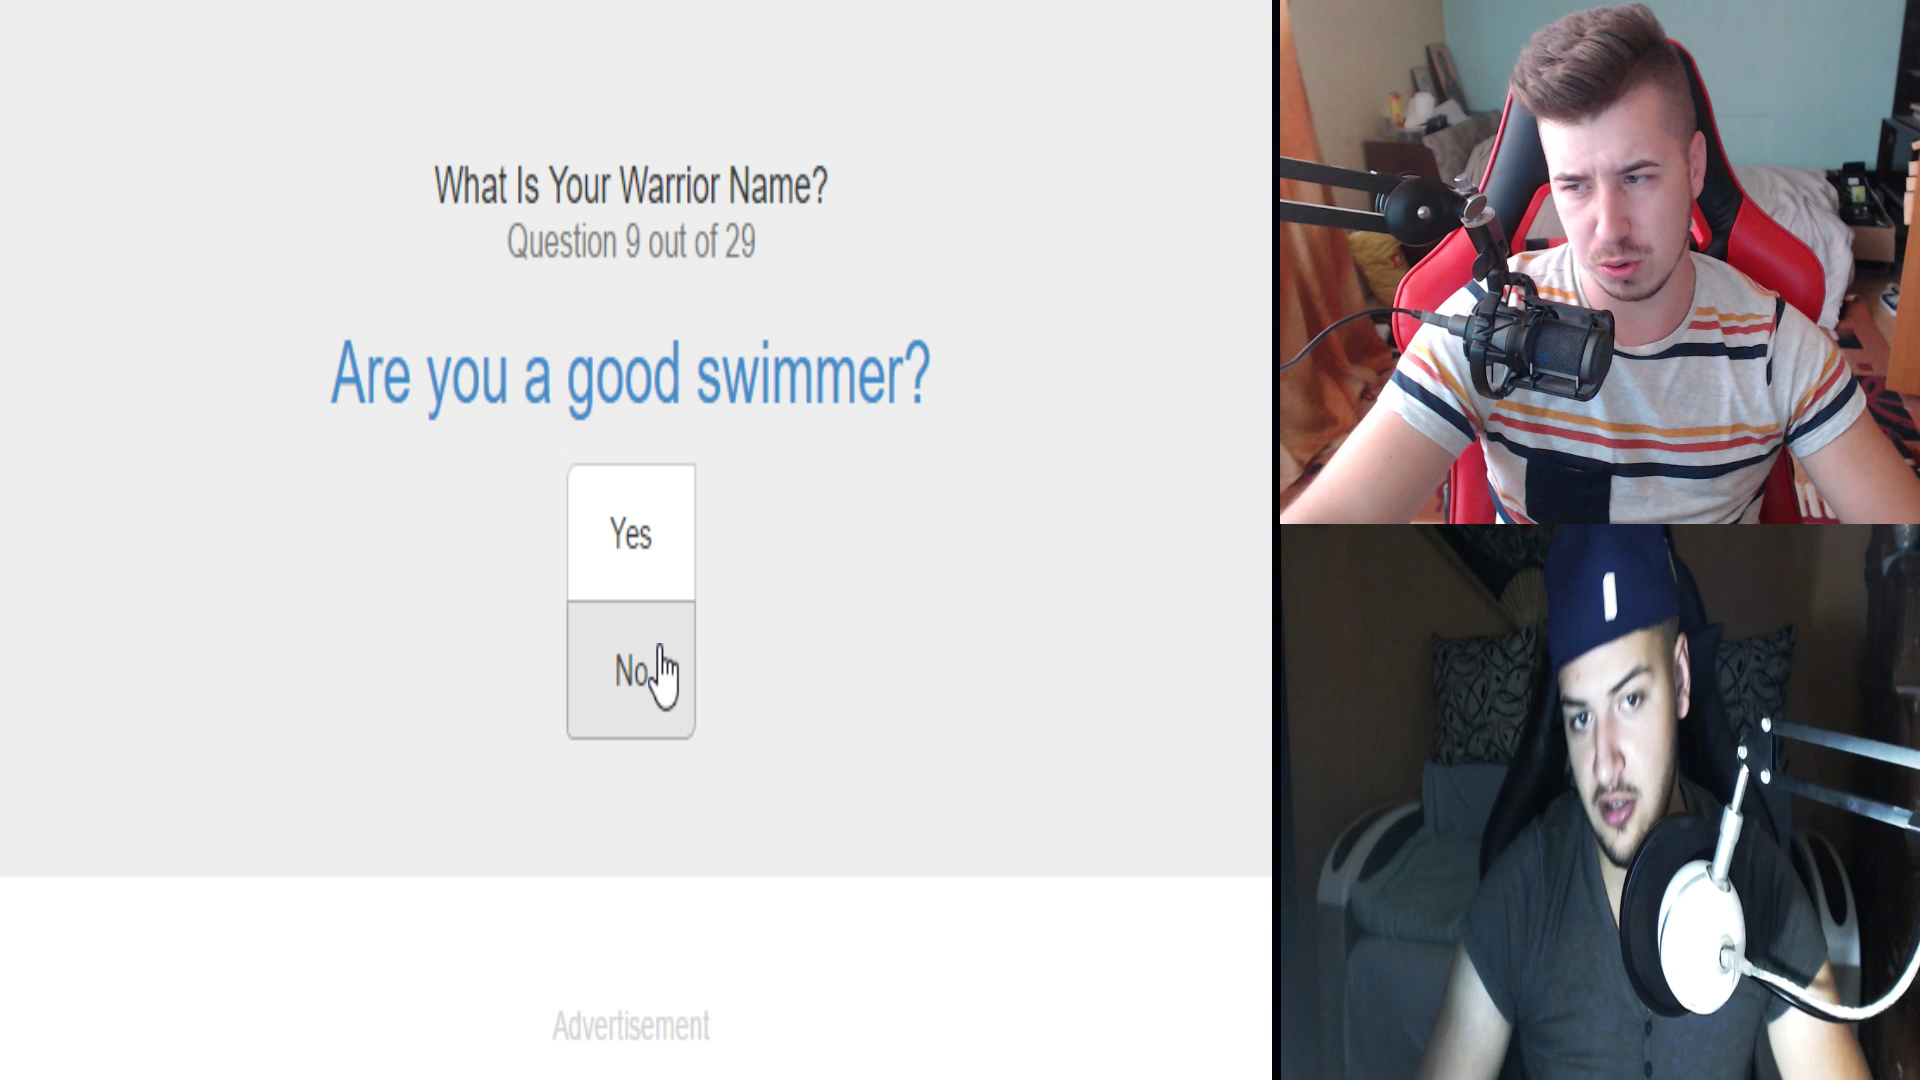 What Is Your Warrior Name?
Question 9 out of 29
Are you a good swimmer?
Yes
No
Advertisement